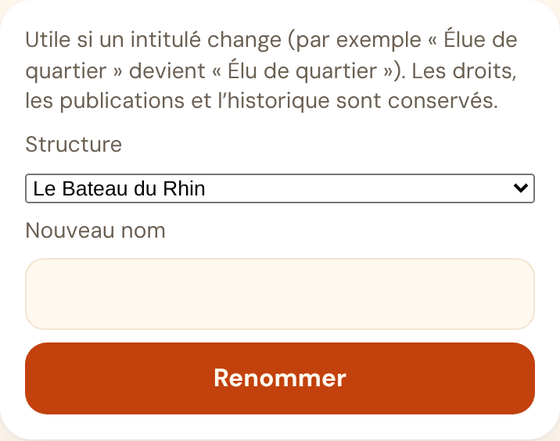 Utile si un intitulé change (par exemple « Élue de
quartier » devient « Élu de quartier »). Les droits,
les publications et l’historique sont conservés.
Structure
Le Bateau du Rhin
Nouveau nom
Renommer